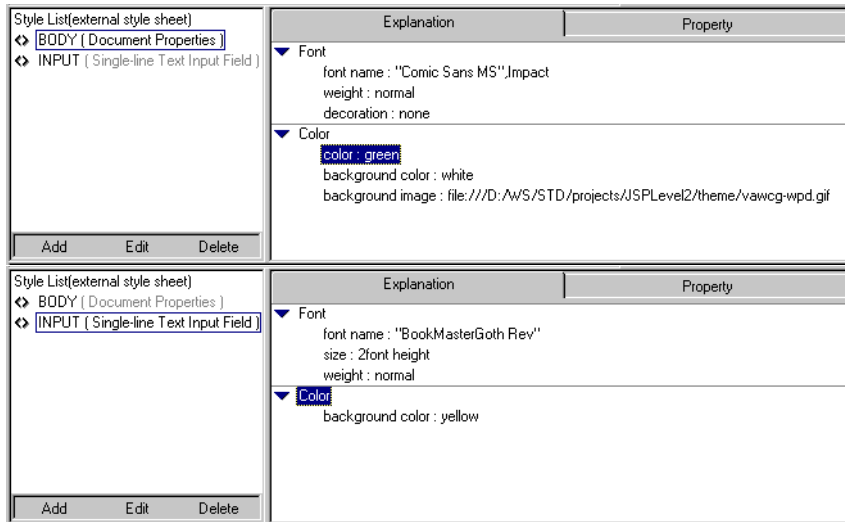 Style List(external style sheet)
<> BODY ( Document Properties )
<> INPUT ( Single-line Text Input Field )
Add Edit Delete
Explanation Property
Font
font name : "Comic Sans MS",Impact
weight : normal
decoration : none
Color
color : green
background color : white
background image : file:///D:/WS/STD/projects/JSPLevel2/theme/vawcg-wpd.gif
Style List(external style sheet)
<> BODY ( Document Properties )
<> INPUT ( Single-line Text Input Field )
Add Edit Delete
Explanation Property
Font
font name : "BookMasterGoth Rev"
size : 2font height
weight : normal
Color
background color : yellow